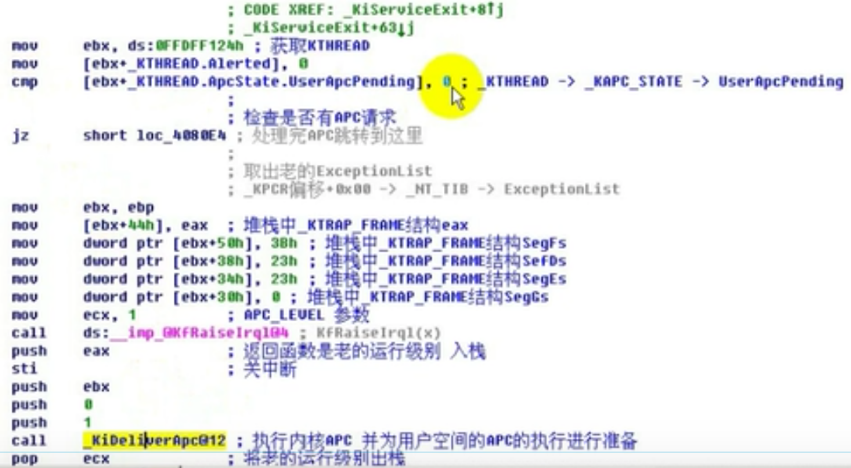 ; CODE XREF: _KiServiceExit+8↑j
; _KiServiceExit+63↓j
mov ebx, ds:0FFDFF124h ; 获取KTHREAD
mov [ebx+_KTHREAD.Alerted], 0
cmp [ebx+_KTHREAD.ApcState.UserApcPending], 0 ; _KTHREAD -> _KAPC_STATE -> UserApcPending
;
; 检查是否有APC请求
jz short loc_4080E4 ; 处理完APC跳转到这里
;
; 取出老的ExceptionList
; _KPCR偏移+0x00 -> _NT_TIB -> ExceptionList
mov ebx, ebp
mov [ebx+44h], eax ; 堆栈中_KTRAP_FRAME结构eax
mov dword ptr [ebx+50h], 3Bh ; 堆栈中_KTRAP_FRAME结构SegFs
mov dword ptr [ebx+38h], 23h ; 堆栈中_KTRAP_FRAME结构SefDs
mov dword ptr [ebx+34h], 23h ; 堆栈中_KTRAP_FRAME结构SegEs
mov dword ptr [ebx+30h], 0 ; 堆栈中_KTRAP_FRAME结构SegGs
mov ecx, 1 ; APC_LEVEL 参数
call ds:__imp_@KfRaiseIrql@4 ; KfRaiseIrql(x)
push eax ; 返回函数是老的运行级别 入栈
sti ; 关中断
push ebx
push 0
push 1
call _KiDeliverApc@12 ; 执行内核APC 并为用户空间的APC的执行进行准备
pop ecx ; 将老的运行级别出栈